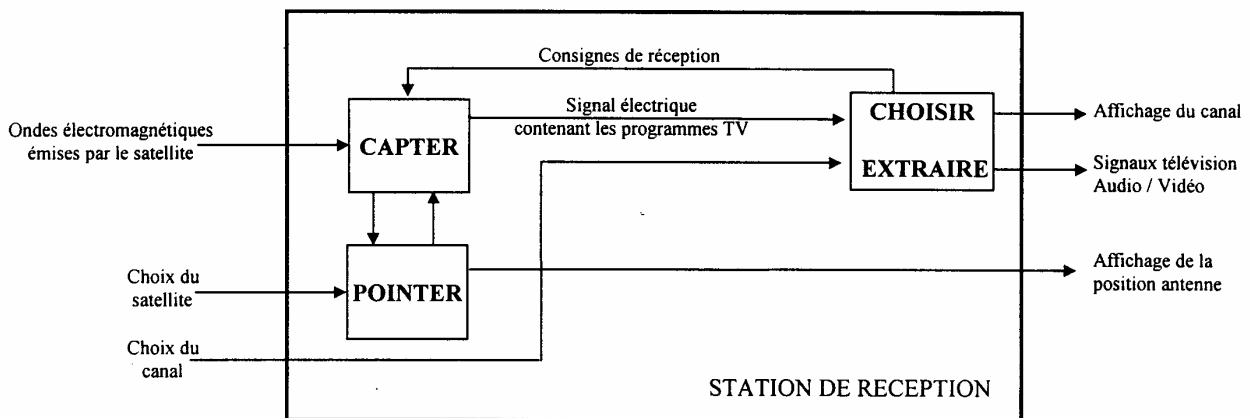 Consignes de réception
Ondes électromagnétiques
émises par le satellite
CAPTER
Signal électrique
contenant les programmes TV
CHOISIR
EXTRAIRE
Affichage du canal
Signaux télévision
Audio / Vidéo
Choix du
satellite
POINTER
Affichage de la
position antenne
Choix du
canal
STATION DE RECEPTION